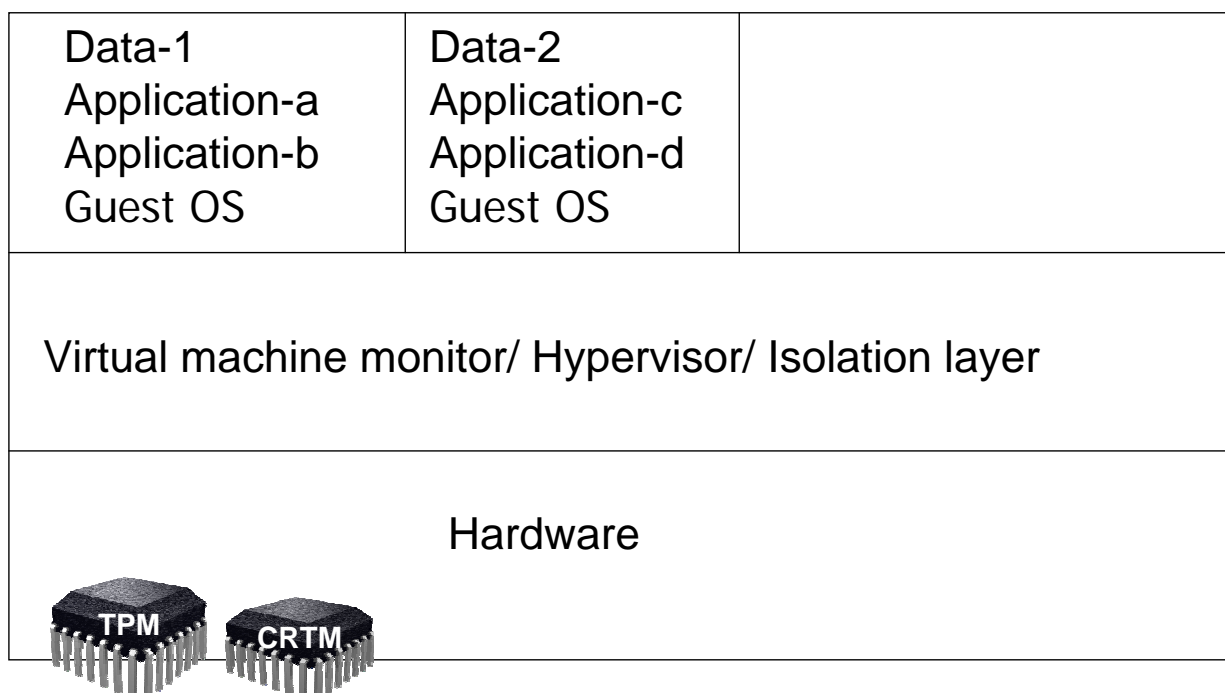 Data-1
Application-a
Application-b
Guest OS
Data-2
Application-c
Application-d
Guest OS
Virtual machine monitor/ Hypervisor/ Isolation layer
Hardware
TPM
CRTM